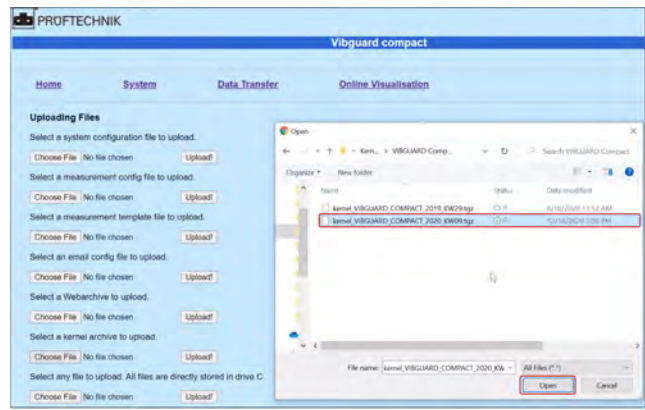 PRÜFTECHNIK
Vibguard compact
Home System Data Transfer Online Visualisation
Uploading Files
Select a system configuration file to upload.
Choose File No file chosen Upload!
Select a measurement config file to upload.
Choose File No file chosen Upload!
Select a measurement template file to upload.
Choose File No file chosen Upload!
Select an email config file to upload.
Choose File No file chosen Upload!
Select a Webarchive to upload.
Choose File No file chosen Upload!
Select a kernel archive to upload.
Choose File No file chosen Upload!
Select any file to upload. All files are directly stored in drive C
Choose File No file chosen Upload!
Open
Kern... VIBGUARD Comp... Search VIBGUARD Compact
Organize New folder
Name Status Date modified
kernel_VIBGUARD_COMPACT_2019_KW29.tgz 11:52 AM
kernel_VIBGUARD_COMPACT_2020_KW09.tgz
File name: kernel_VIBGUARD_COMPACT_2020_KW All Files (*.*)
Open Cancel